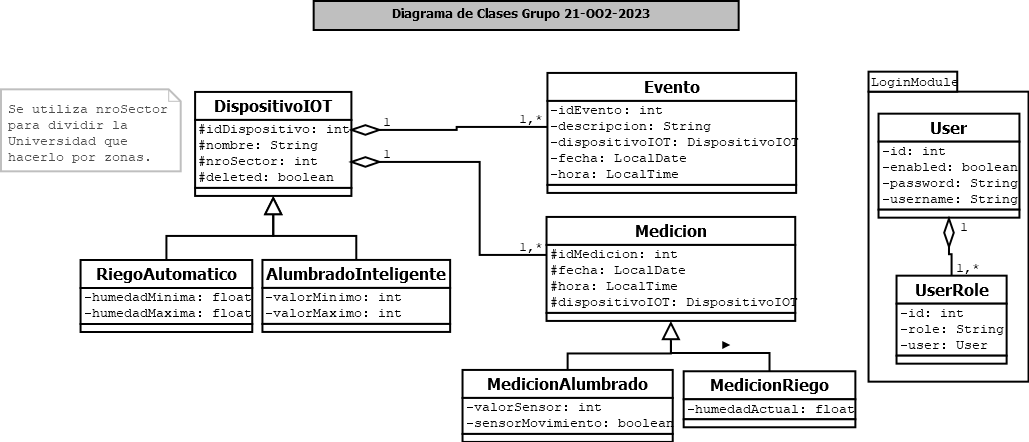 Diagrama de Clases Grupo 21-OO2-2023
Se utiliza nroSector
para dividir la
Universidad que
hacerlo por zonas.
DispositivoIOT
#idDispositivo: int
#nombre: String
#nroSector: int
#deleted: boolean
1
1,*
1
1,*
Evento
-idEvento: int
-descripcion: String
-dispositivoIOT: DispositivoIOT
-fecha: LocalDate
-hora: LocalTime
LoginModule
User
-id: int
-enabled: boolean
-password: String
-username: String
1
1,*
UserRole
-id: int
-role: String
-user: User
Medicion
#idMedicion: int
#fecha: LocalDate
#hora: LocalTime
#dispositivoIOT: DispositivoIOT
RiegoAutomatico
-humedadMinima: float
-humedadMaxima: float
AlumbradoInteligente
-valorMinimo: int
-valorMaximo: int
MedicionAlumbrado
-valorSensor: int
-sensorMovimiento: boolean
MedicionRiego
-humedadActual: float